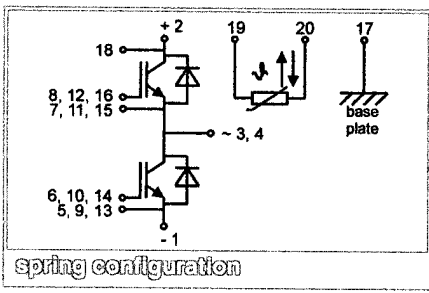 + 2
19
20
17
18
8, 12, 16
7, 11, 15
ϑ
base
plate
~ 3, 4
6, 10, 14
5, 9, 13
- 1
spring configuration